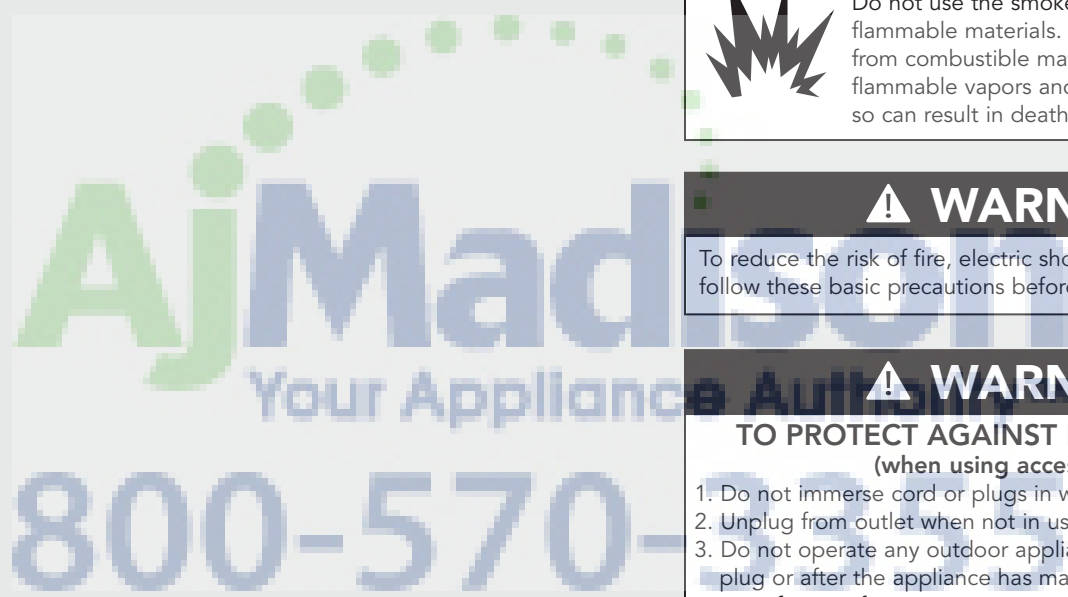 Do not use the smoke
flammable materials.
from combustible ma
flammable vapors and
so can result in death
AjMadison
Your Appliance Authority
800-570-3355
WARN
To reduce the risk of fire, electric sho
follow these basic precautions before
WARN
TO PROTECT AGAINST
(when using acces
1. Do not immerse cord or plugs in w
2. Unplug from outlet when not in us
3. Do not operate any outdoor applia
plug or after the appliance has ma